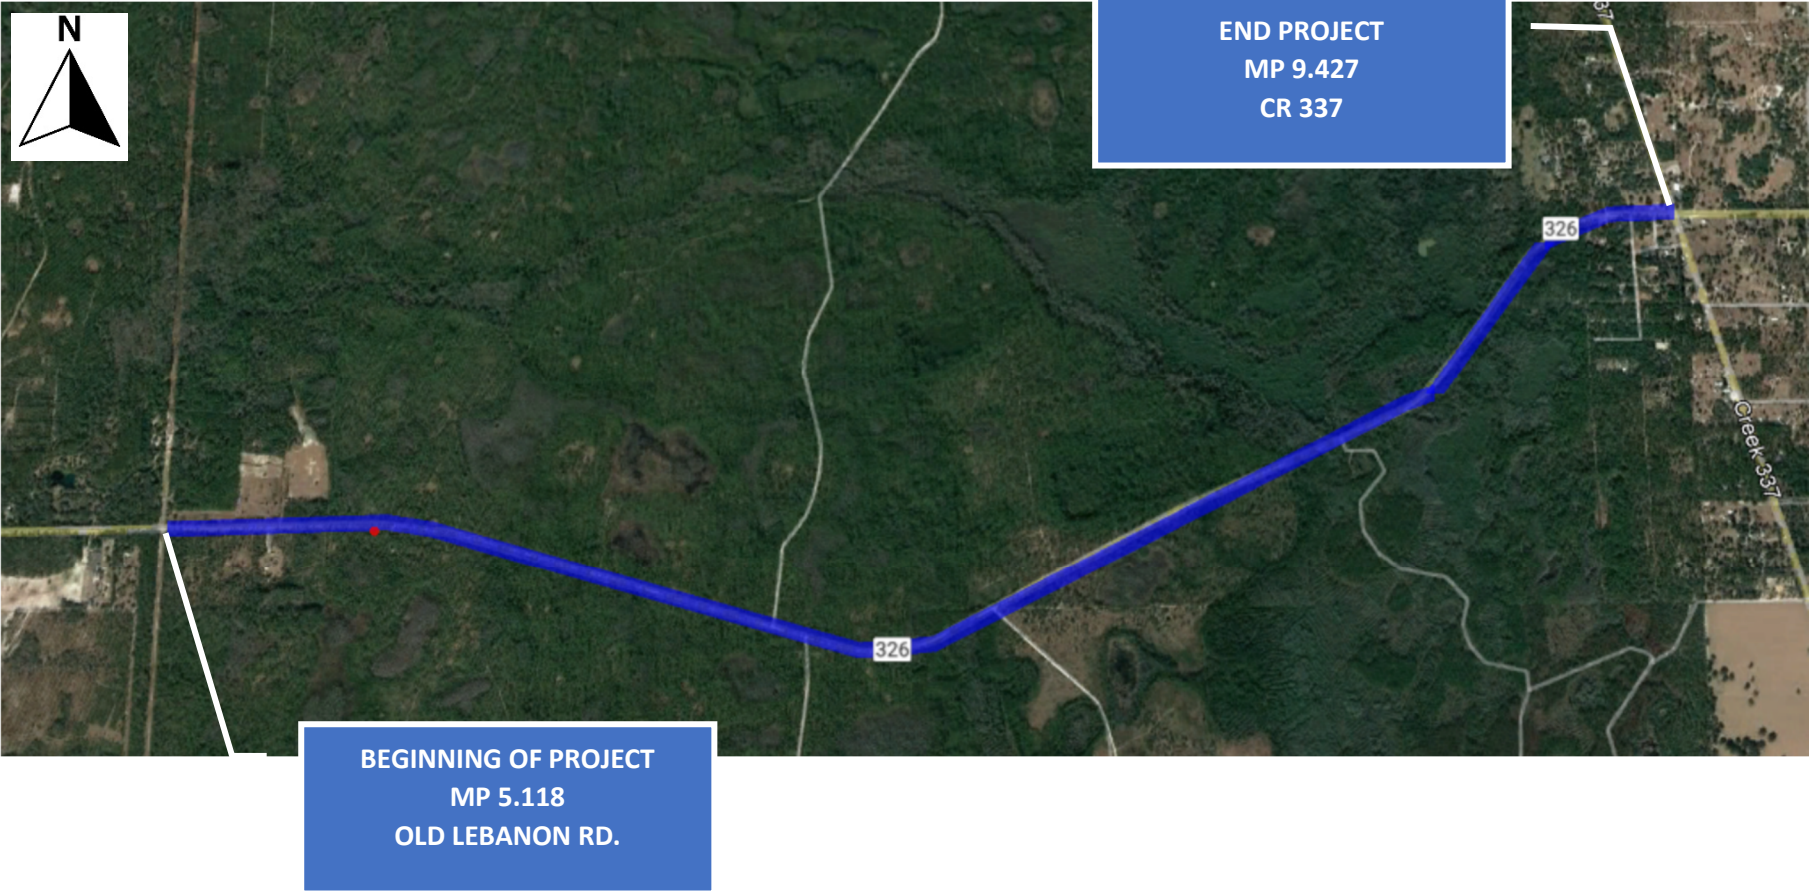 N
END PROJECT
MP 9.427
CR 337
37
326
Creek 337
326
BEGINNING OF PROJECT
MP 5.118
OLD LEBANON RD.